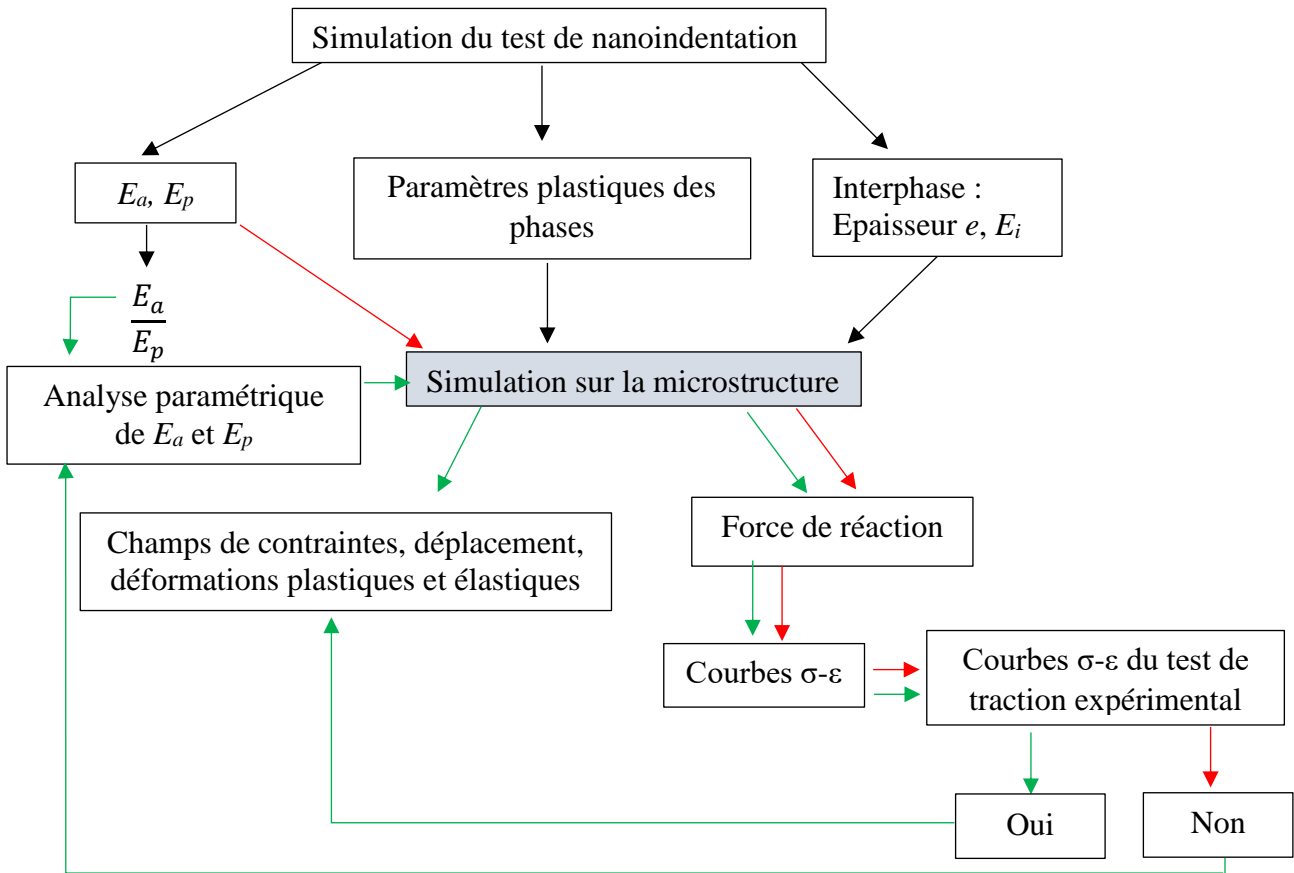 Simulation du test de nanoindentation
Eₐ, Eₚ
Paramètres plastiques des
phases
Interphase :
Epaisseur e, Eᵢ
Eₐ
Eₚ
Analyse paramétrique
de Eₐ et Eₚ
Simulation sur la microstructure
Champs de contraintes, déplacement,
déformations plastiques et élastiques
Force de réaction
Courbes σ-ε
Courbes σ-ε du test de
traction expérimental
Oui
Non